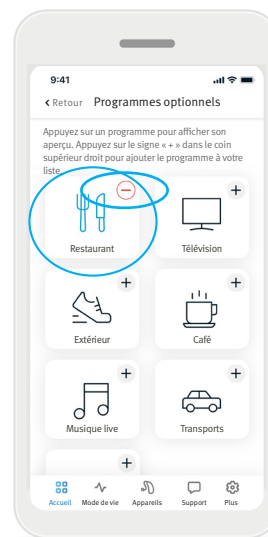 9:41
Retour Programmes optionnels
Appuyez sur un programme pour afficher son
aperçu. Appuyez sur le signe « + » dans le coin
supérieur droit pour ajouter le programme à votre
liste
Restaurant
Télévision
Extérieur
Café
Musique live
Transports
Accueil Mode de vie Appareils Support Plus